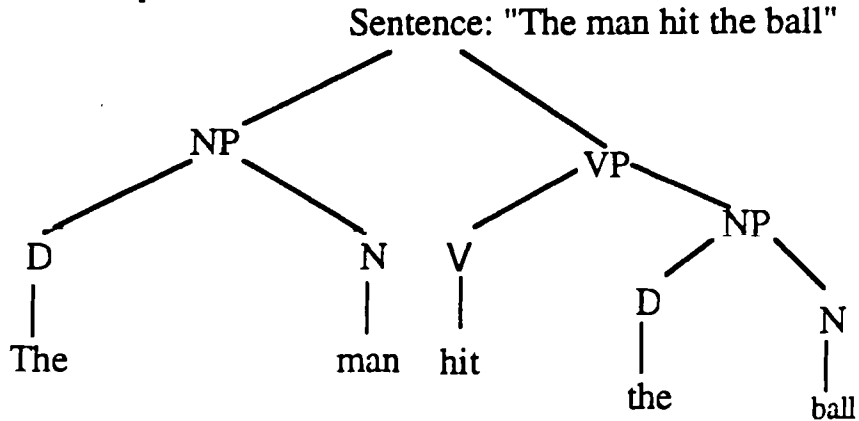 Sentence: "The man hit the ball"
NP
VP
NP
D
N
V
D
N
The
man
hit
the
ball